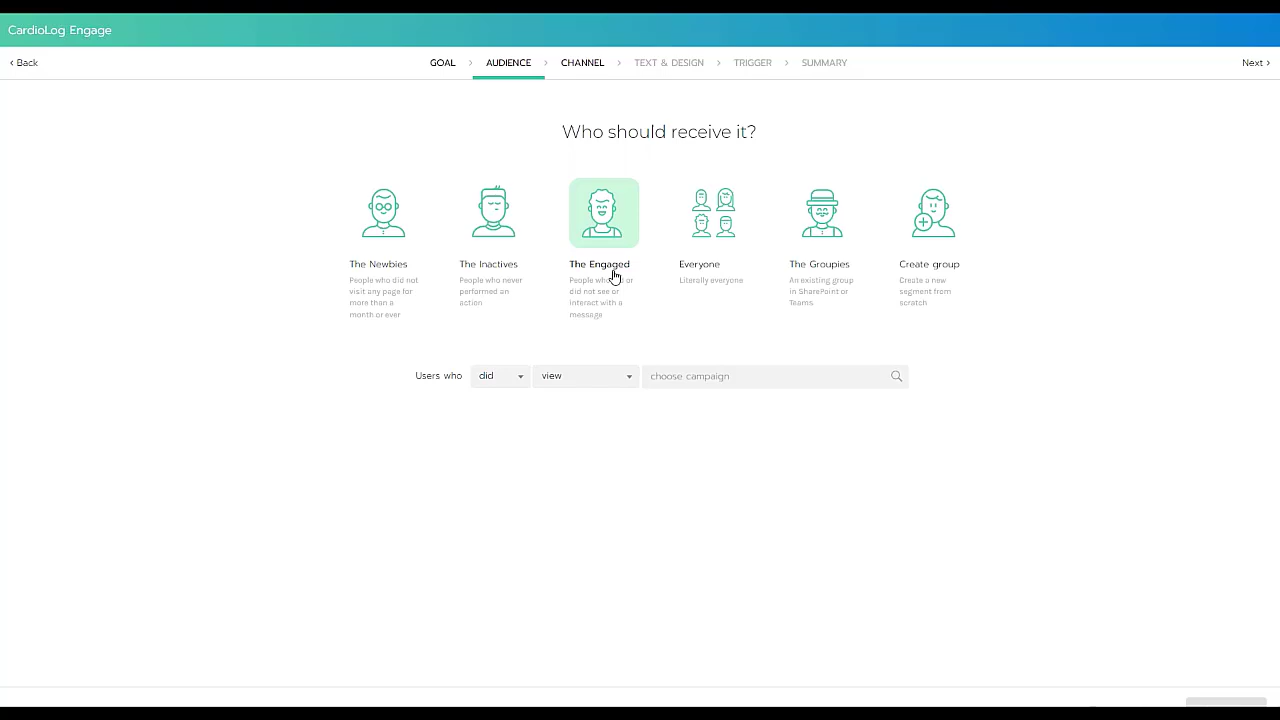 CardioLog Engage
‹ Back
GOAL › AUDIENCE › CHANNEL › TEXT & DESIGN › TRIGGER › SUMMARY
Next ›
Who should receive it?
The Newbies
People who did not
visit any page for
more than a
month or ever
The Inactives
People who never
performed an
action
The Engaged
People who or
did not see or
interact with a
message
Everyone
Literally everyone
The Groupies
An existing group
in SharePoint or
Teams
Create group
Create a new
segment from
scratch
Users who did view choose campaign